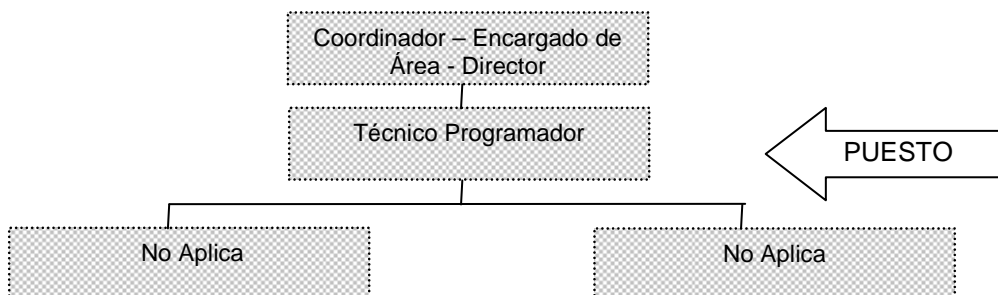 Coordinador – Encargado de
Área - Director
Técnico Programador
PUESTO
No Aplica
No Aplica